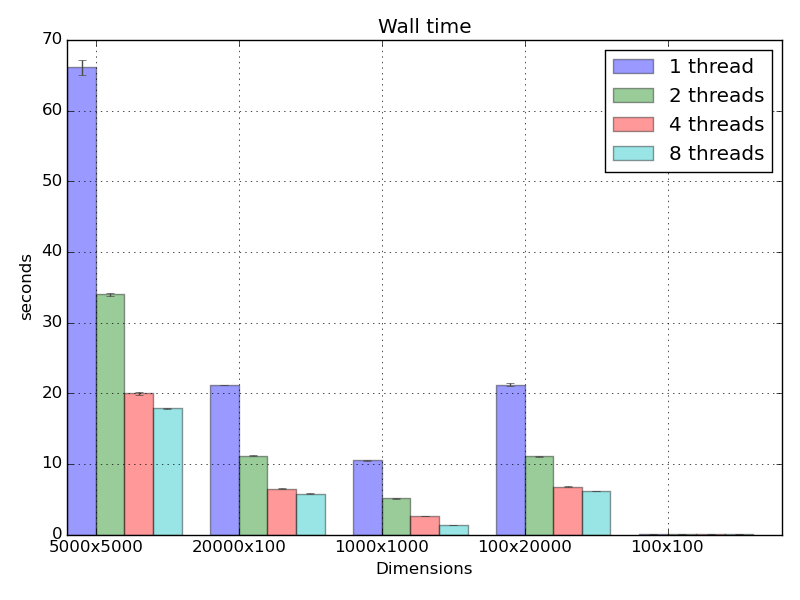 Wall time
70
60
50
40
30
20
10
0
seconds
1 thread
2 threads
4 threads
8 threads
5000x5000 20000x100 1000x1000 100x20000 100x100
Dimensions